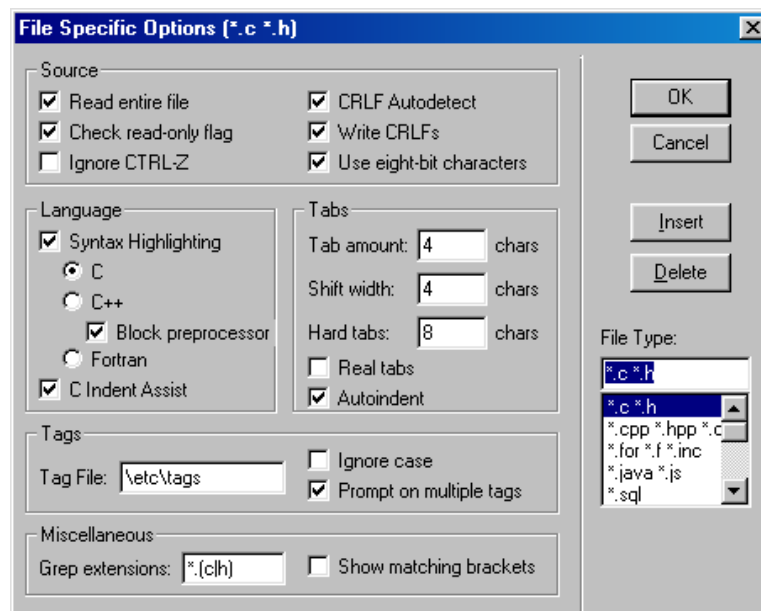 File Specific Options (*.c *.h)
Source
Read entire file
Check read-only flag
Ignore CTRL-Z
CRLF Autodetect
Write CRLFs
Use eight-bit characters
Language
Syntax Highlighting
C
C++
Block preprocessor
Fortran
C Indent Assist
Tabs
Tab amount: 4 chars
Shift width: 4 chars
Hard tabs: 8 chars
Real tabs
Autoindent
Tags
Tag File: \etc\tags
Ignore case
Prompt on multiple tags
Miscellaneous
Grep extensions: *.(c|h)
Show matching brackets
OK
Cancel
Insert
Delete
File Type:
*.c *.h
*.c *.h
*.cpp *.hpp *.c
*.for *.f *.inc
*.java *.js
*.sql